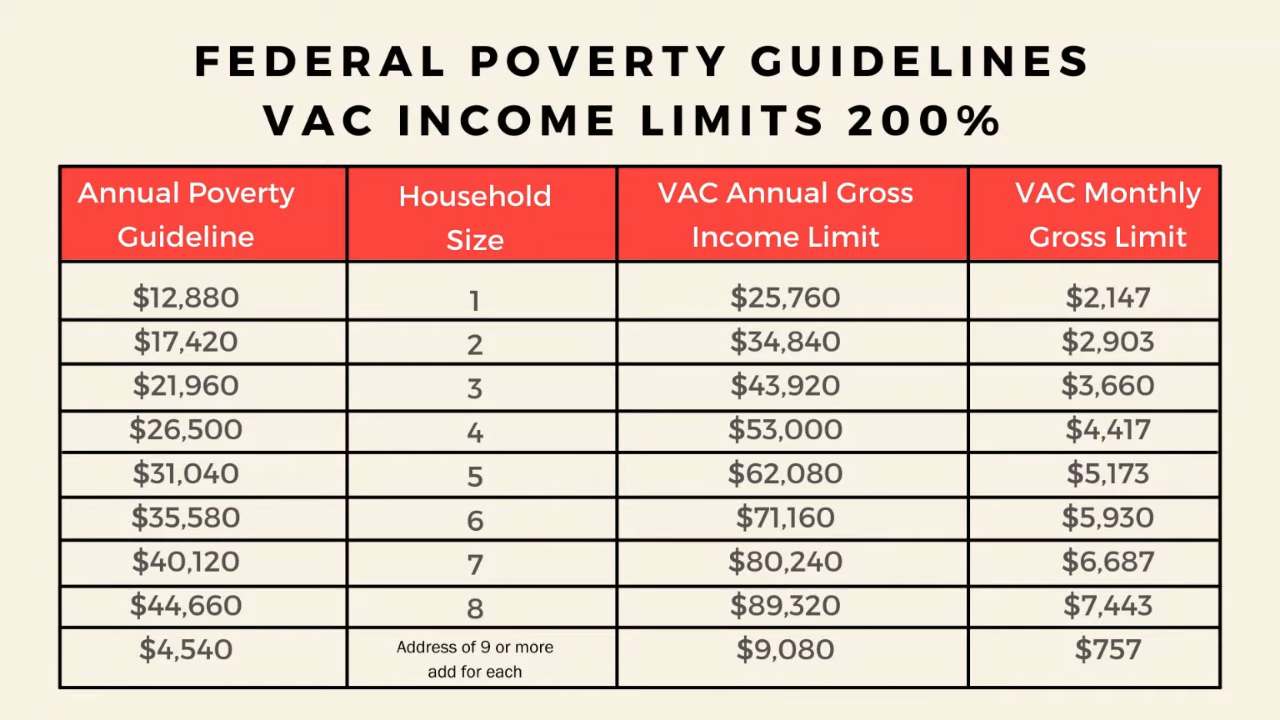 FEDERAL POVERTY GUIDELINES
VAC INCOME LIMITS 200%
Annual Poverty Guideline Household Size VAC Annual Gross Income Limit VAC Monthly Gross Limit
$12,880 1 $25,760 $2,147
$17,420 2 $34,840 $2,903
$21,960 3 $43,920 $3,660
$26,500 4 $53,000 $4,417
$31,040 5 $62,080 $5,173
$35,580 6 $71,160 $5,930
$40,120 7 $80,240 $6,687
$44,660 8 $89,320 $7,443
$4,540 Address of 9 or more add for each $9,080 $757